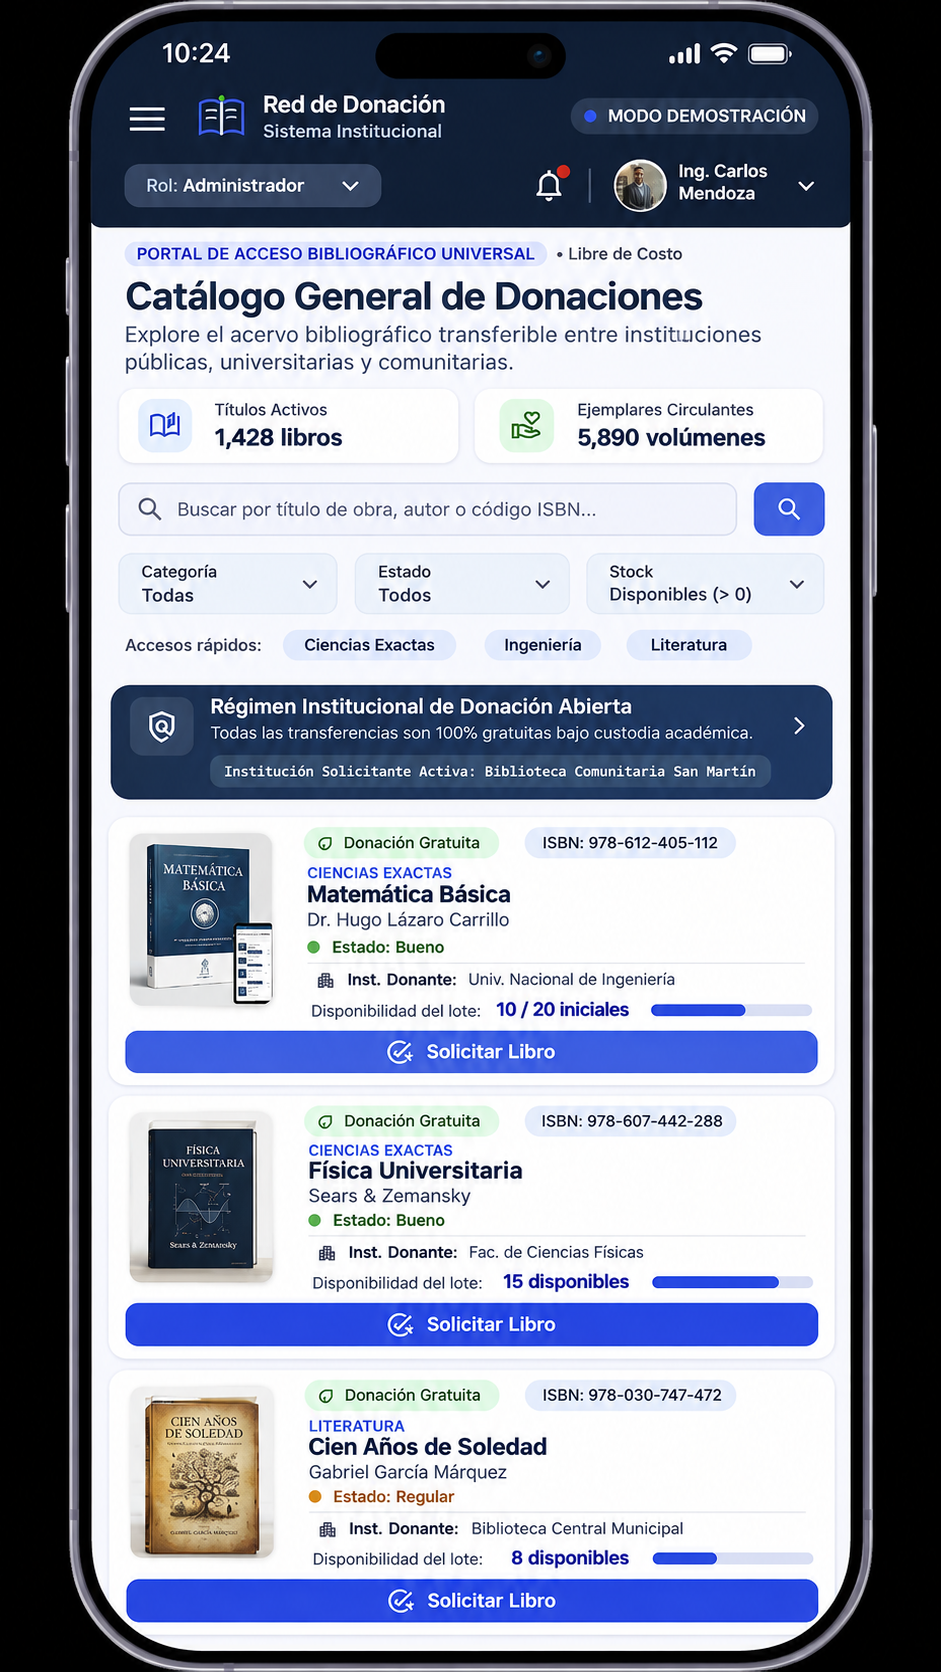 10:24
Red de Donación
Sistema Institucional
MODO DEMOSTRACIÓN
Rol: Administrador
Ing. Carlos
Mendoza
PORTAL DE ACCESO BIBLIOGRÁFICO UNIVERSAL • Libre de Costo
Catálogo General de Donaciones
Explore el acervo bibliográfico transferible entre instituciones
públicas, universitarias y comunitarias.
Títulos Activos
1,428 libros
Ejemplares Circulantes
5,890 volúmenes
Buscar por título de obra, autor o código ISBN...
Categoría
Todas
Estado
Todos
Stock
Disponibles (> 0)
Accesos rápidos: Ciencias Exactas Ingeniería Literatura
Régimen Institucional de Donación Abierta
Todas las transferencias son 100% gratuitas bajo custodia académica.
Institución Solicitante Activa: Biblioteca Comunitaria San Martín
MATEMÁTICA
BÁSICA
Donación Gratuita ISBN: 978-612-405-112
CIENCIAS EXACTAS
Matemática Básica
Dr. Hugo Lázaro Carrillo
Estado: Bueno
Inst. Donante: Univ. Nacional de Ingeniería
Disponibilidad del lote: 10 / 20 iniciales
Solicitar Libro
FÍSICA
UNIVERSITARIA
Sears & Zemansky
Donación Gratuita ISBN: 978-607-442-288
CIENCIAS EXACTAS
Física Universitaria
Sears & Zemansky
Estado: Bueno
Inst. Donante: Fac. de Ciencias Físicas
Disponibilidad del lote: 15 disponibles
Solicitar Libro
CIEN AÑOS
DE SOLEDAD
GABRIEL GARCÍA MÁRQUEZ
Donación Gratuita ISBN: 978-030-747-472
LITERATURA
Cien Años de Soledad
Gabriel García Márquez
Estado: Regular
Inst. Donante: Biblioteca Central Municipal
Disponibilidad del lote: 8 disponibles
Solicitar Libro